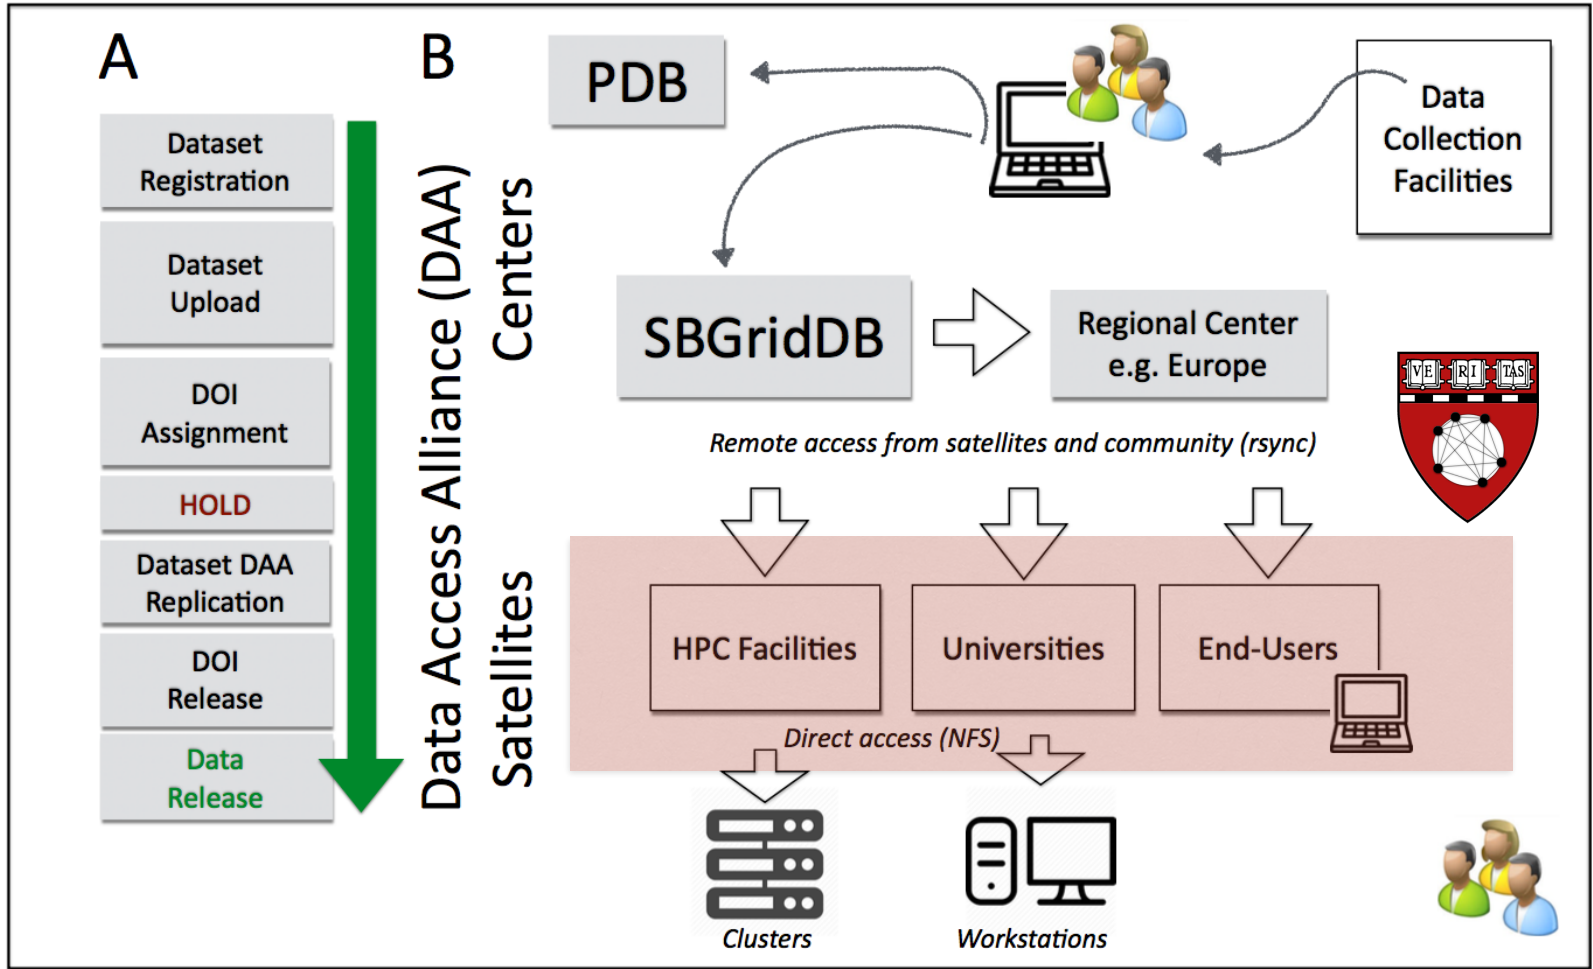 A
Dataset
Registration
Dataset
Upload
DOI
Assignment
HOLD
Dataset DAA
Replication
DOI
Release
Data
Release
B
Data Access Alliance (DAA)
Centers
Satellites
PDB
Data
Collection
Facilities
SBGridDB
Regional Center
e.g. Europe
VE RI TAS
Remote access from satellites and community (rsync)
HPC Facilities
Universities
End-Users
Direct access (NFS)
Clusters
Workstations